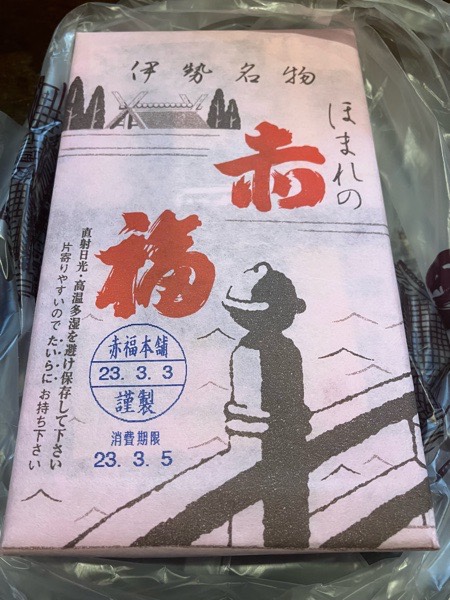 伊勢名物
ほまれの
赤
福
直射日光・高温多湿を避け保存して下さい
片寄りやすいのでたいらにお持ち下さい
赤福本舗
23. 3. 3
謹製
消費期限
23. 3. 5